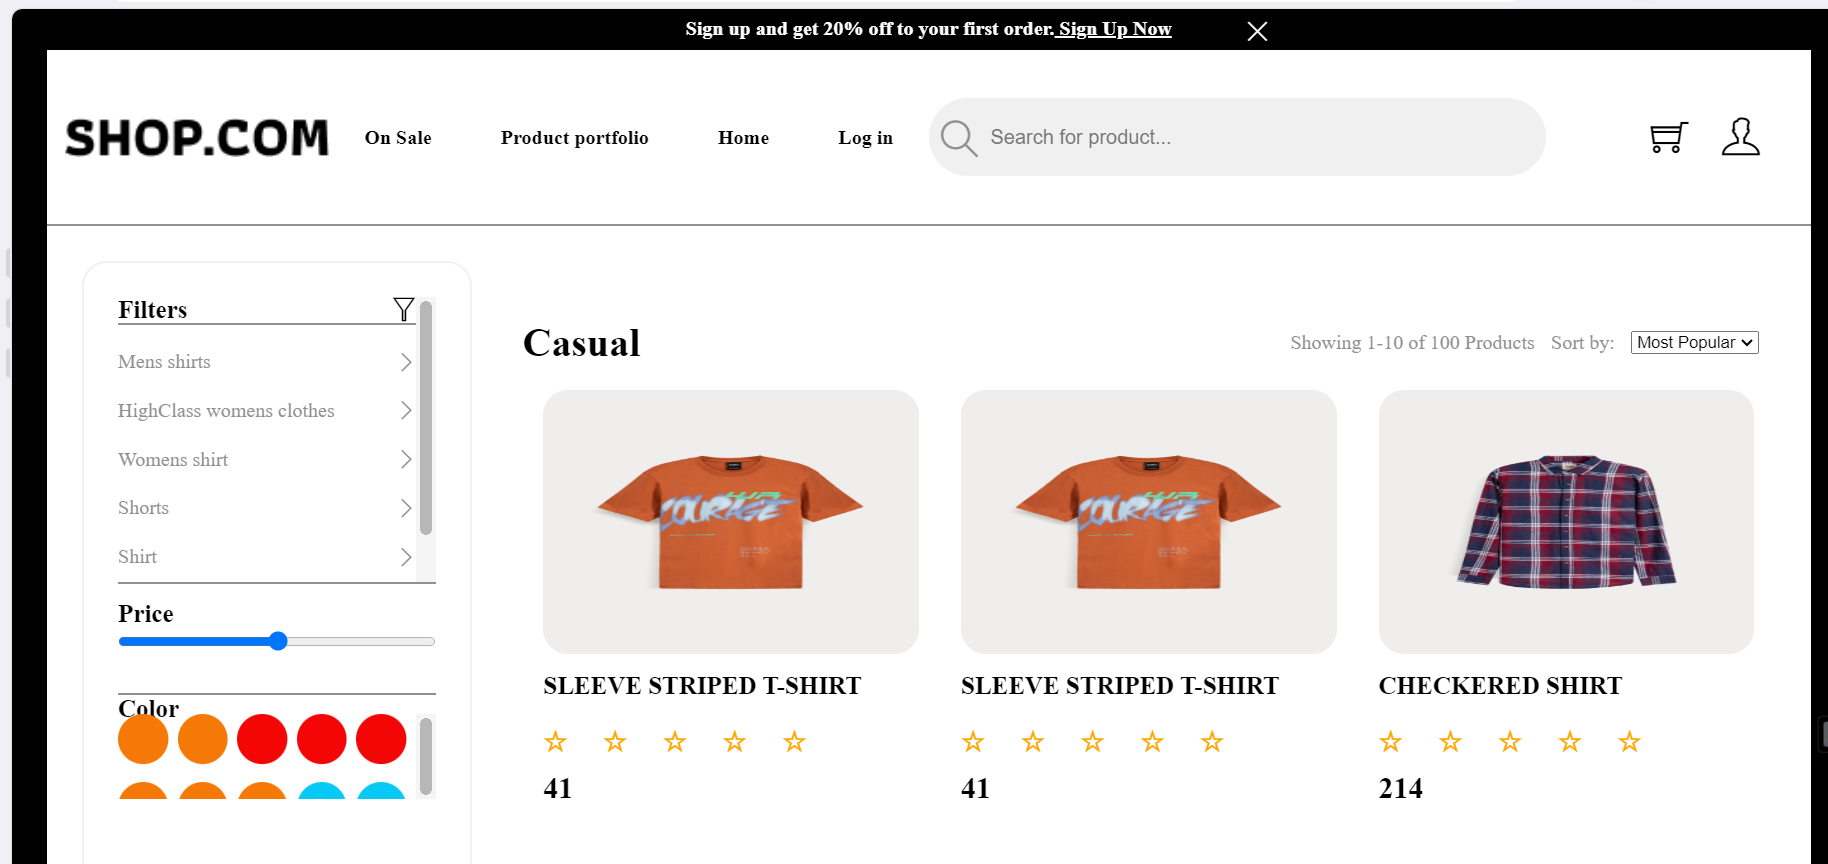 Sign up and get 20% off to your first order. Sign Up Now
SHOP.COM
On Sale
Product portfolio
Home
Log in
Search for product...
Filters
Mens shirts
HighClass womens clothes
Womens shirt
Shorts
Shirt
Price
Color
Casual
Showing 1-10 of 100 Products
Sort by:
Most Popular
COURAGE
SLEEVE STRIPED T-SHIRT
41
COURAGE
SLEEVE STRIPED T-SHIRT
41
CHECKERED SHIRT
214